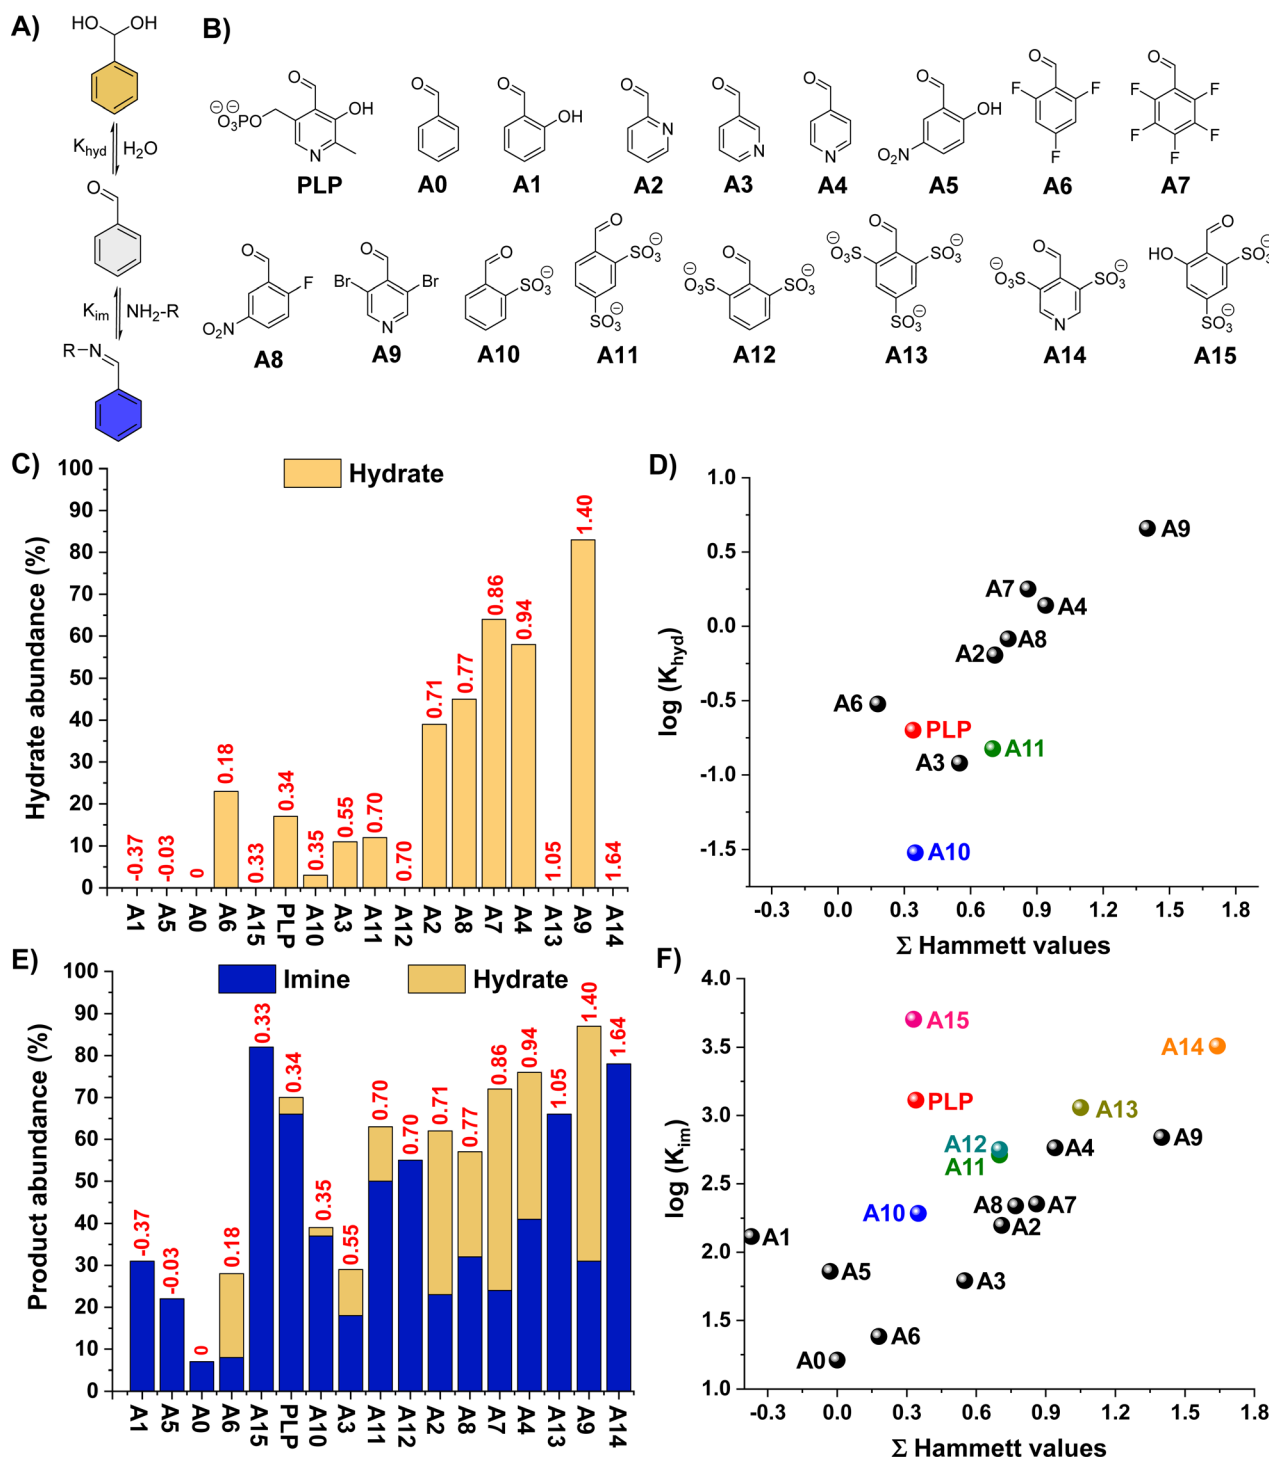 A)
HO OH
K_hyd H₂O
O
K_im NH₂-R
R-N
B)
⊖ ⊖
O₃PO
O
OH
N
PLP
O
A0
O
OH
A1
O
N
A2
O
N
A3
O
N
A4
O
OH
O₂N
A5
O
F F
F
A6
O
F F
F F
F
A7
O
F
O₂N
A8
O
Br Br
N
A9
O
⊖
SO₃
A10
O
⊖
SO₃
⊖
SO₃
A11
⊖ O ⊖
SO₃ SO₃
A12
⊖ O ⊖
SO₃ SO₃
⊖
SO₃
A13
⊖ O ⊖
SO₃ SO₃
N
A14
O
HO ⊖
SO₃
⊖
SO₃
A15
C)
Hydrate
Hydrate abundance (%)
100
90
80
70
60
50
40
30
20
10
0
-0.37
-0.03
0
0.18
0.33
0.34
0.35
0.55
0.70
0.70
0.71
0.77
0.86
0.94
1.05
1.40
1.64
A1 A5 A0 A6 A15 PLP A10 A3 A11 A12 A2 A8 A7 A4 A13 A9 A14
D)
log (K_hyd)
1.0
0.5
0.0
-0.5
-1.0
-1.5
A9
A7
A4
A8
A2
A6
PLP
A11
A3
A10
-0.3 0.0 0.3 0.6 0.9 1.2 1.5 1.8
Σ Hammett values
E)
Imine Hydrate
Product abundance (%)
100
90
80
70
60
50
40
30
20
10
0
-0.37
-0.03
0
0.18
0.33
0.34
0.35
0.55
0.70
0.70
0.71
0.77
0.86
0.94
1.05
1.40
1.64
A1 A5 A0 A6 A15 PLP A10 A3 A11 A12 A2 A8 A7 A4 A13 A9 A14
F)
log (K_im)
4.0
3.5
3.0
2.5
2.0
1.5
1.0
A15
A14
PLP
A13
A12
A11
A4
A9
A10
A8
A7
A2
A1
A5
A3
A6
A0
-0.3 0.0 0.3 0.6 0.9 1.2 1.5 1.8
Σ Hammett values